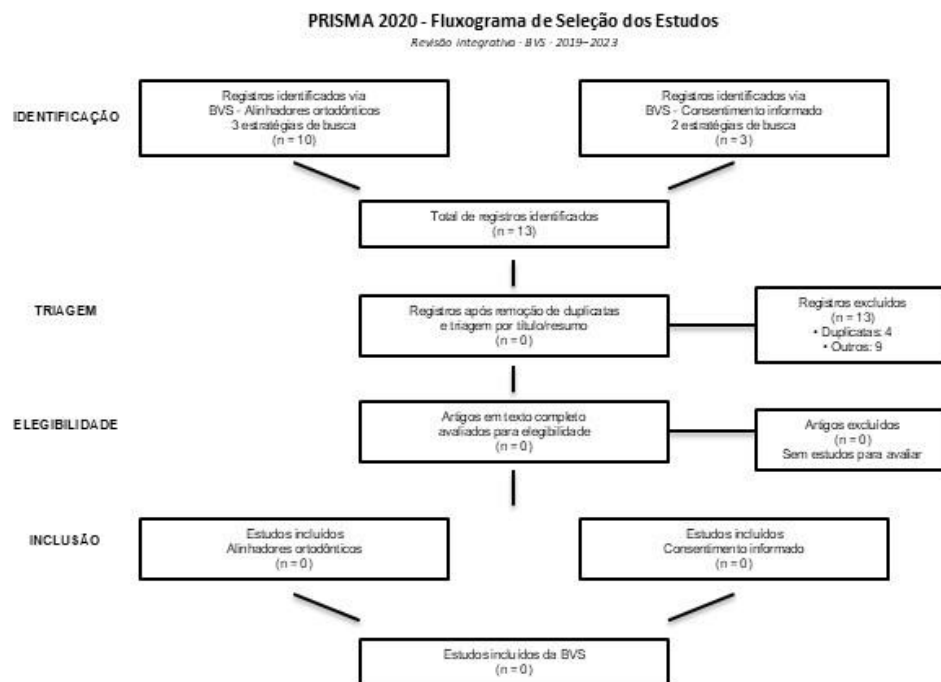 PRISMA 2020 - Fluxograma de Seleção dos Estudos
Revisão integrativa - BVS - 2019–2023
IDENTIFICAÇÃO
Registros identificados via
BVS - Alinhadores ortodônticos
3 estratégias de busca
(n = 10)
Registros identificados via
BVS - Consentimento informado
2 estratégias de busca
(n = 3)
Total de registros identificados
(n = 13)
TRIAGEM
Registros após remoção de duplicatas
e triagem por título/resumo
(n = 0)
Registros excluídos
(n = 13)
• Duplicatas: 4
• Outros: 9
ELEGIBILIDADE
Artigos em texto completo
avaliados para elegibilidade
(n = 0)
Artigos excluídos
(n = 0)
Sem estudos para avaliar
INCLUSÃO
Estudos incluídos
Alinhadores ortodônticos
(n = 0)
Estudos incluídos
Consentimento informado
(n = 0)
Estudos incluídos da BVS
(n = 0)